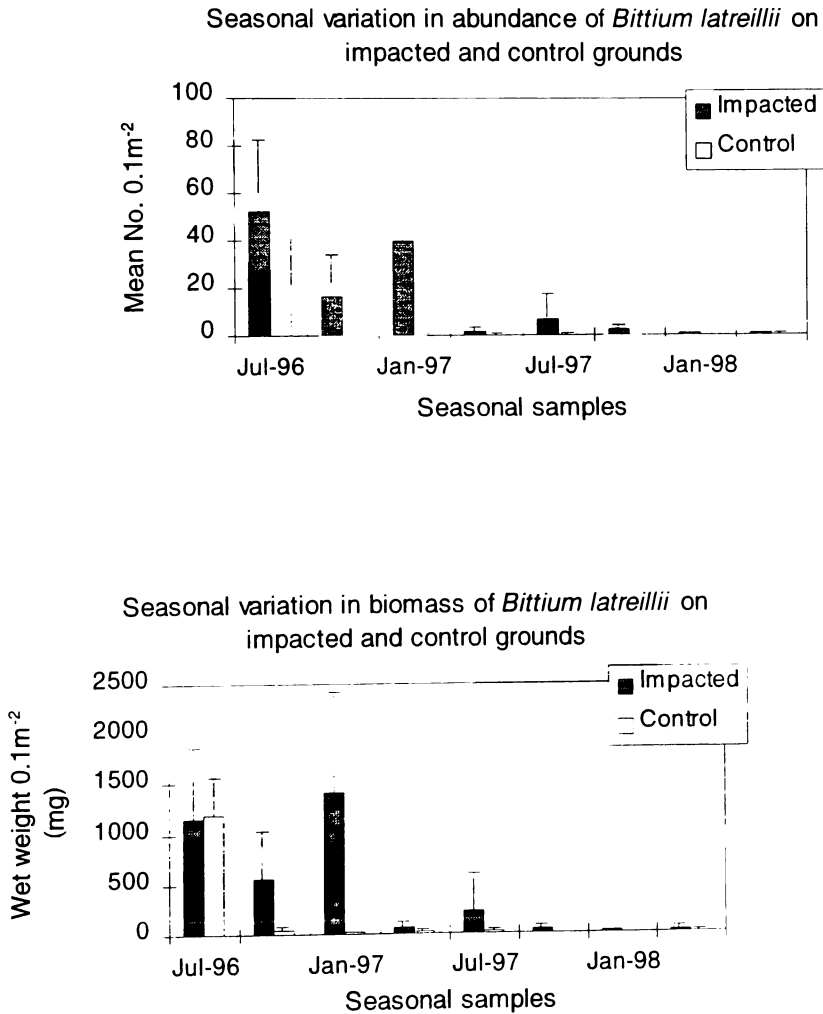 Seasonal variation in abundance of Bittium latreillii on
impacted and control grounds
100
80
60
40
20
0
Mean No. 0.1m-2
Impacted
Control
Jul-96
Jan-97
Jul-97
Jan-98
Seasonal samples
Seasonal variation in biomass of Bittium latreillii on
impacted and control grounds
2500
2000
1500
1000
500
0
Wet weight 0.1m-2
(mg)
Impacted
Control
Jul-96
Jan-97
Jul-97
Jan-98
Seasonal samples